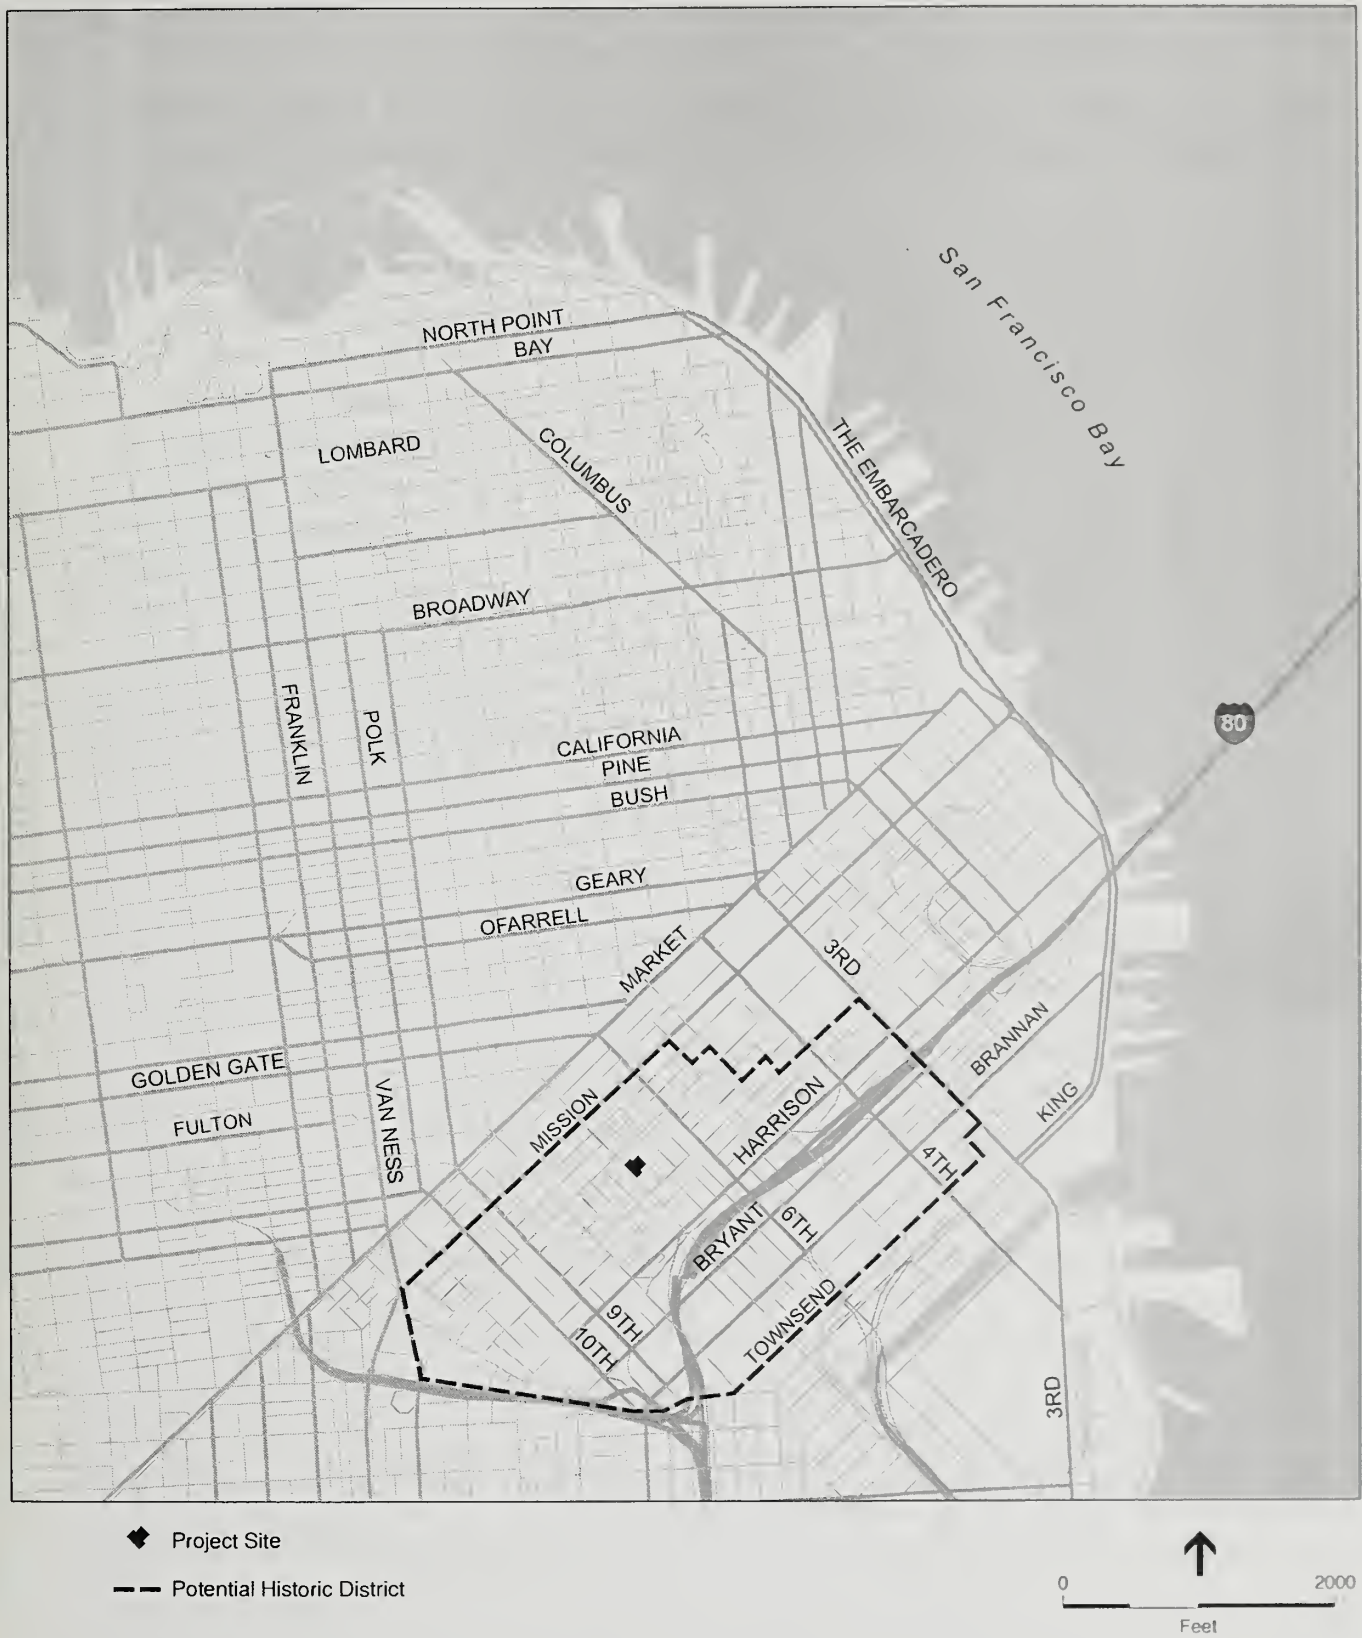 San Francisco Bay
NORTH POINT
BAY
LOMBARD
COLUMBUS
THE EMBARCADERO
BROADWAY
FRANKLIN
POLK
80
CALIFORNIA
PINE
BUSH
GEARY
OFARRELL
MARKET
3RD
BRANNAN
GOLDEN GATE
VAN NESS
MISSION
HARRISON
KING
FULTON
4TH
BRYANT
6TH
9TH
10TH
TOWNSEND
3RD
Project Site
Potential Historic District
0 2000
Feet